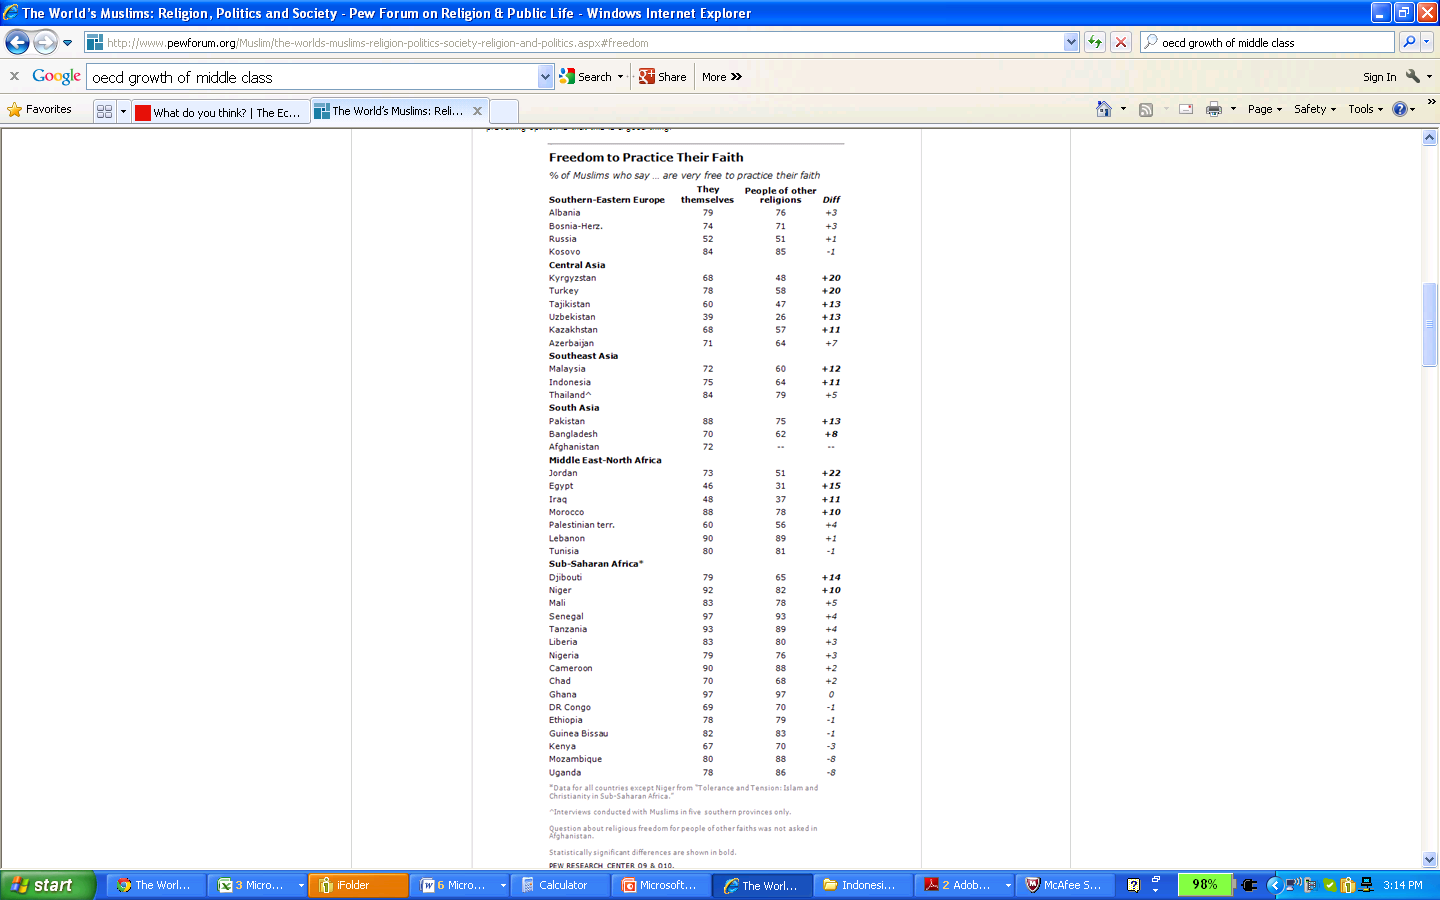 The World's Muslims: Religion, Politics and Society - Pew Forum on Religion & Public Life - Windows Internet Explorer
http://www.pewforum.org/Muslim/the-worlds-muslims-religion-politics-society-religion-and-politics.aspx#freedom
oecd growth of middle class
Google oecd growth of middle class Search Share More » Sign In
Favorites What do you think? | The Ec... The World's Muslims: Reli... Page Safety Tools
Freedom to Practice Their Faith
% of Muslims who say ... are very free to practice their faith
Southern-Eastern Europe They themselves People of other religions Diff
Albania 79 76 +3
Bosnia-Herz. 74 71 +3
Russia 52 51 +1
Kosovo 84 85 -1
Central Asia
Kyrgyzstan 68 48 +20
Turkey 78 58 +20
Tajikistan 60 47 +13
Uzbekistan 39 26 +13
Kazakhstan 68 57 +11
Azerbaijan 71 64 +7
Southeast Asia
Malaysia 72 60 +12
Indonesia 75 64 +11
Thailand^ 84 79 +5
South Asia
Pakistan 88 75 +13
Bangladesh 70 62 +8
Afghanistan 72 -- --
Middle East-North Africa
Jordan 73 51 +22
Egypt 46 31 +15
Iraq 48 37 +11
Morocco 88 78 +10
Palestinian terr. 60 56 +4
Lebanon 90 89 +1
Tunisia 80 81 -1
Sub-Saharan Africa*
Djibouti 79 65 +14
Niger 92 82 +10
Mali 83 78 +5
Senegal 97 93 +4
Tanzania 93 89 +4
Liberia 83 80 +3
Nigeria 79 76 +3
Cameroon 90 88 +2
Chad 70 68 +2
Ghana 97 97 0
DR Congo 69 70 -1
Ethiopia 78 79 -1
Guinea Bissau 82 83 -1
Kenya 67 70 -3
Mozambique 80 88 -8
Uganda 78 86 -8
*Data for all countries except Niger from "Tolerance and Tension: Islam and
Christianity in Sub-Saharan Africa."
^Interviews conducted with Muslims in five southern provinces only.
Question about religious freedom for people of other faiths was not asked in
Afghanistan.
Statistically significant differences are shown in bold.
PEW RESEARCH CENTER Q9 & Q10.
start The Worl... 3 Micro... iFolder 6 Micro... Calculator Microsoft... The Worl... Indonesi... 2 Adob... McAfee S... 98% 3:14 PM